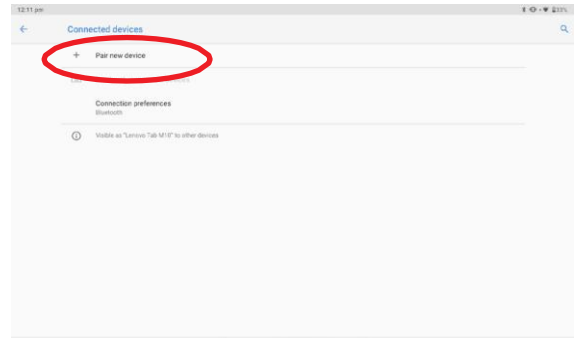 12:11 pm
Connected devices
Pair new device
Connection preferences
Bluetooth
Visible as "Lenovo Tab M10" to other devices